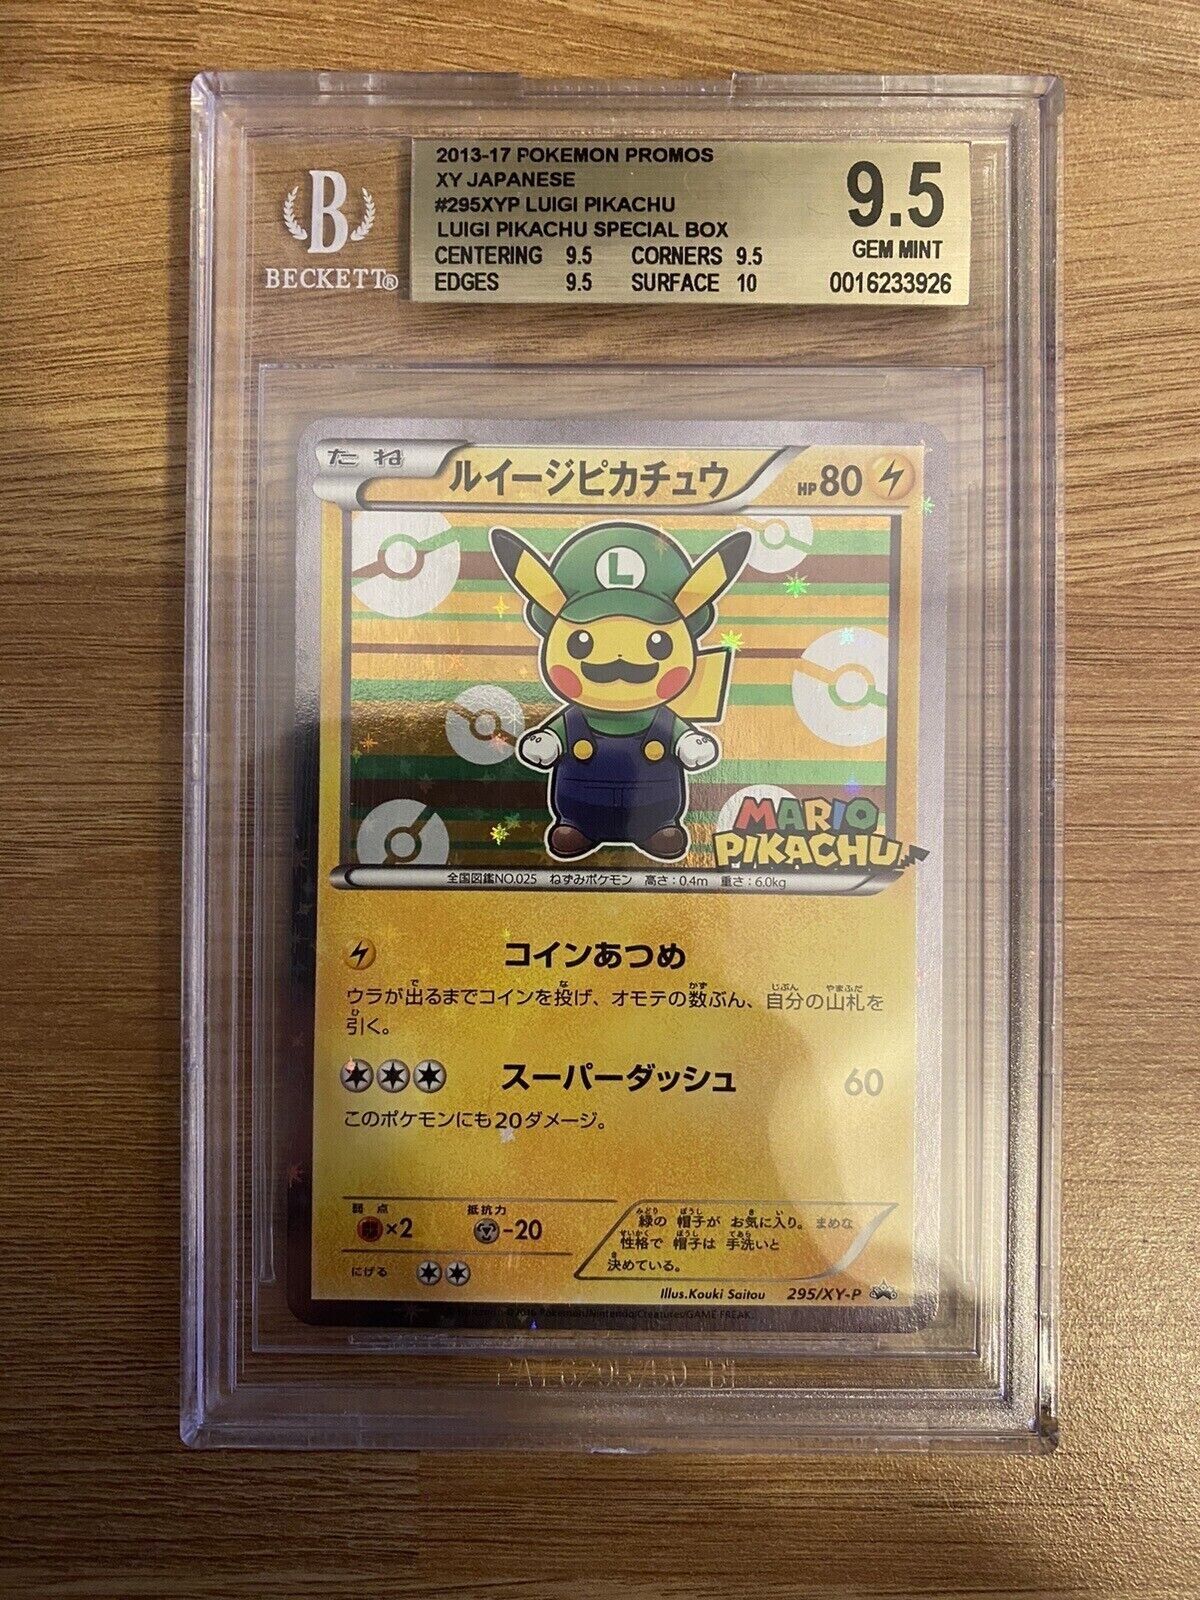 2013-17 POKEMON PROMOS
XY JAPANESE
#295XYP LUIGI PIKACHU
LUIGI PIKACHU SPECIAL BOX
CENTERING 9.5 CORNERS 9.5
EDGES 9.5 SURFACE 10
9.5
GEM MINT
0016233926
B
BECKETT®
たね
ルイージピカチュウ
HP80
L
MARIO
PIKACHU
全国図鑑NO.025 ねずみポケモン 高さ:0.4m 重さ:6.0kg
コインあつめ
ウラが出るまでコインを投げ、オモテの数ぶん、自分の山札を
引く。
スーパーダッシュ 60
このポケモンにも20ダメージ。
弱点 抵抗力
×2 -20
にげる
緑の帽子が お気に入り。まめな
性格で 帽子は 手洗いと
決めている。
Illus.Kouki Saitou 295/XY-P
©2016 Pokémon/Nintendo/Creatures/GAME FREAK.